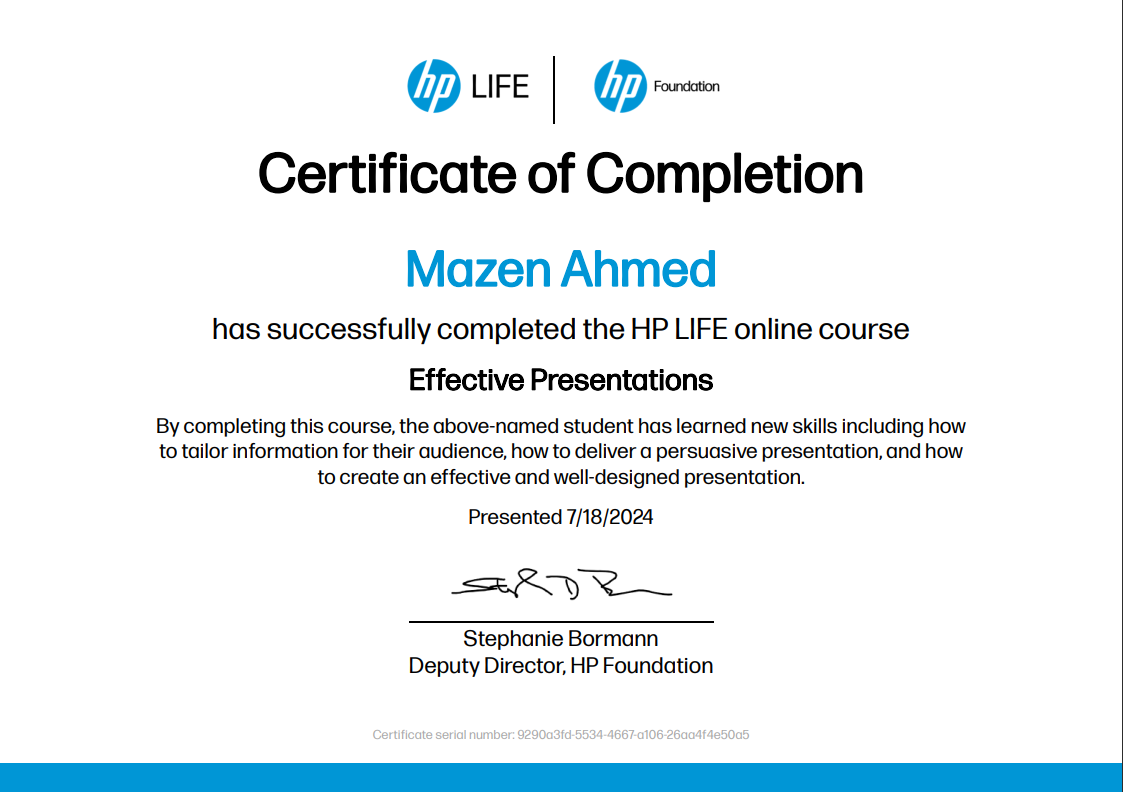 hp LIFE
hp Foundation
Certificate of Completion
Mazen Ahmed
has successfully completed the HP LIFE online course
Effective Presentations
By completing this course, the above-named student has learned new skills including how
to tailor information for their audience, how to deliver a persuasive presentation, and how
to create an effective and well-designed presentation.
Presented 7/18/2024
Stephanie Bormann
Deputy Director, HP Foundation
Certificate serial number: 9290a3fd-5534-4667-a106-26aa4f4e50a5